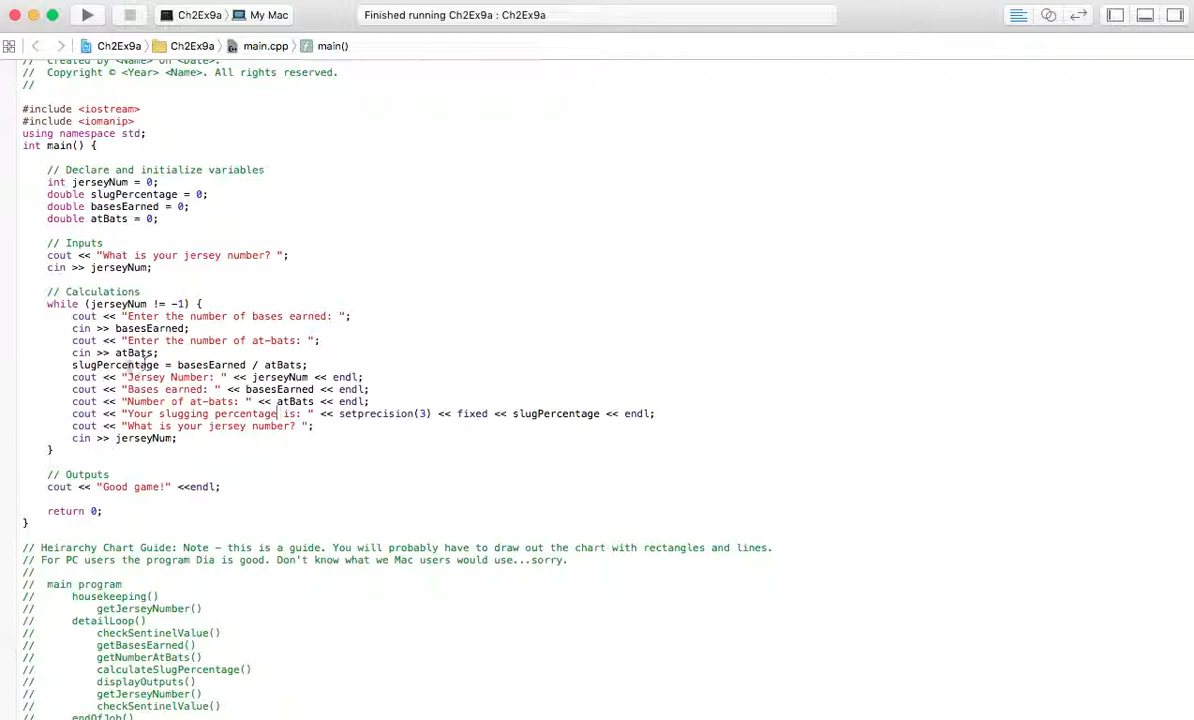 Ch2Ex9a My Mac Finished running Ch2Ex9a : Ch2Ex9a
Ch2Ex9a Ch2Ex9a main.cpp main()
// Created by <Name> on <Date>.
// Copyright © <Year> <Name>. All rights reserved.
//
#include <iostream>
#include <iomanip>
using namespace std;
int main() {
// Declare and initialize variables
int jerseyNum = 0;
double slugPercentage = 0;
double basesEarned = 0;
double atBats = 0;
// Inputs
cout << "What is your jersey number? ";
cin >> jerseyNum;
// Calculations
while (jerseyNum != -1) {
cout << "Enter the number of bases earned: ";
cin >> basesEarned;
cout << "Enter the number of at-bats: ";
cin >> atBats;
slugPercentage = basesEarned / atBats;
cout << "Jersey Number: " << jerseyNum << endl;
cout << "Bases earned: " << basesEarned << endl;
cout << "Number of at-bats: " << atBats << endl;
cout << "Your slugging percentage is: " << setprecision(3) << fixed << slugPercentage << endl;
cout << "What is your jersey number? ";
cin >> jerseyNum;
}
// Outputs
cout << "Good game!" <<endl;
return 0;
}
// Heirarchy Chart Guide: Note - this is a guide. You will probably have to draw out the chart with rectangles and lines.
// For PC users the program Dia is good. Don't know what we Mac users would use...sorry.
//
// main program
// housekeeping()
// getJerseyNumber()
// detailLoop()
// checkSentinelValue()
// getBasesEarned()
// getNumberAtBats()
// calculateSlugPercentage()
// displayOutputs()
// getJerseyNumber()
// checkSentinelValue()
// endOfJob()